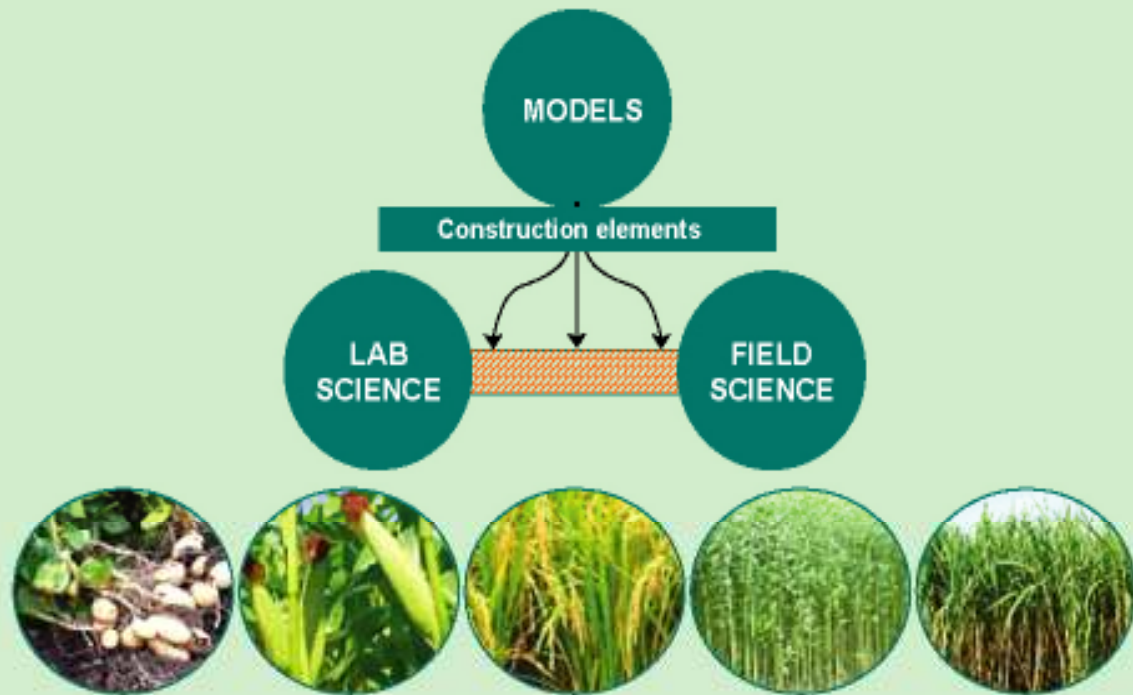 MODELS
Construction elements
LAB
SCIENCE
FIELD
SCIENCE